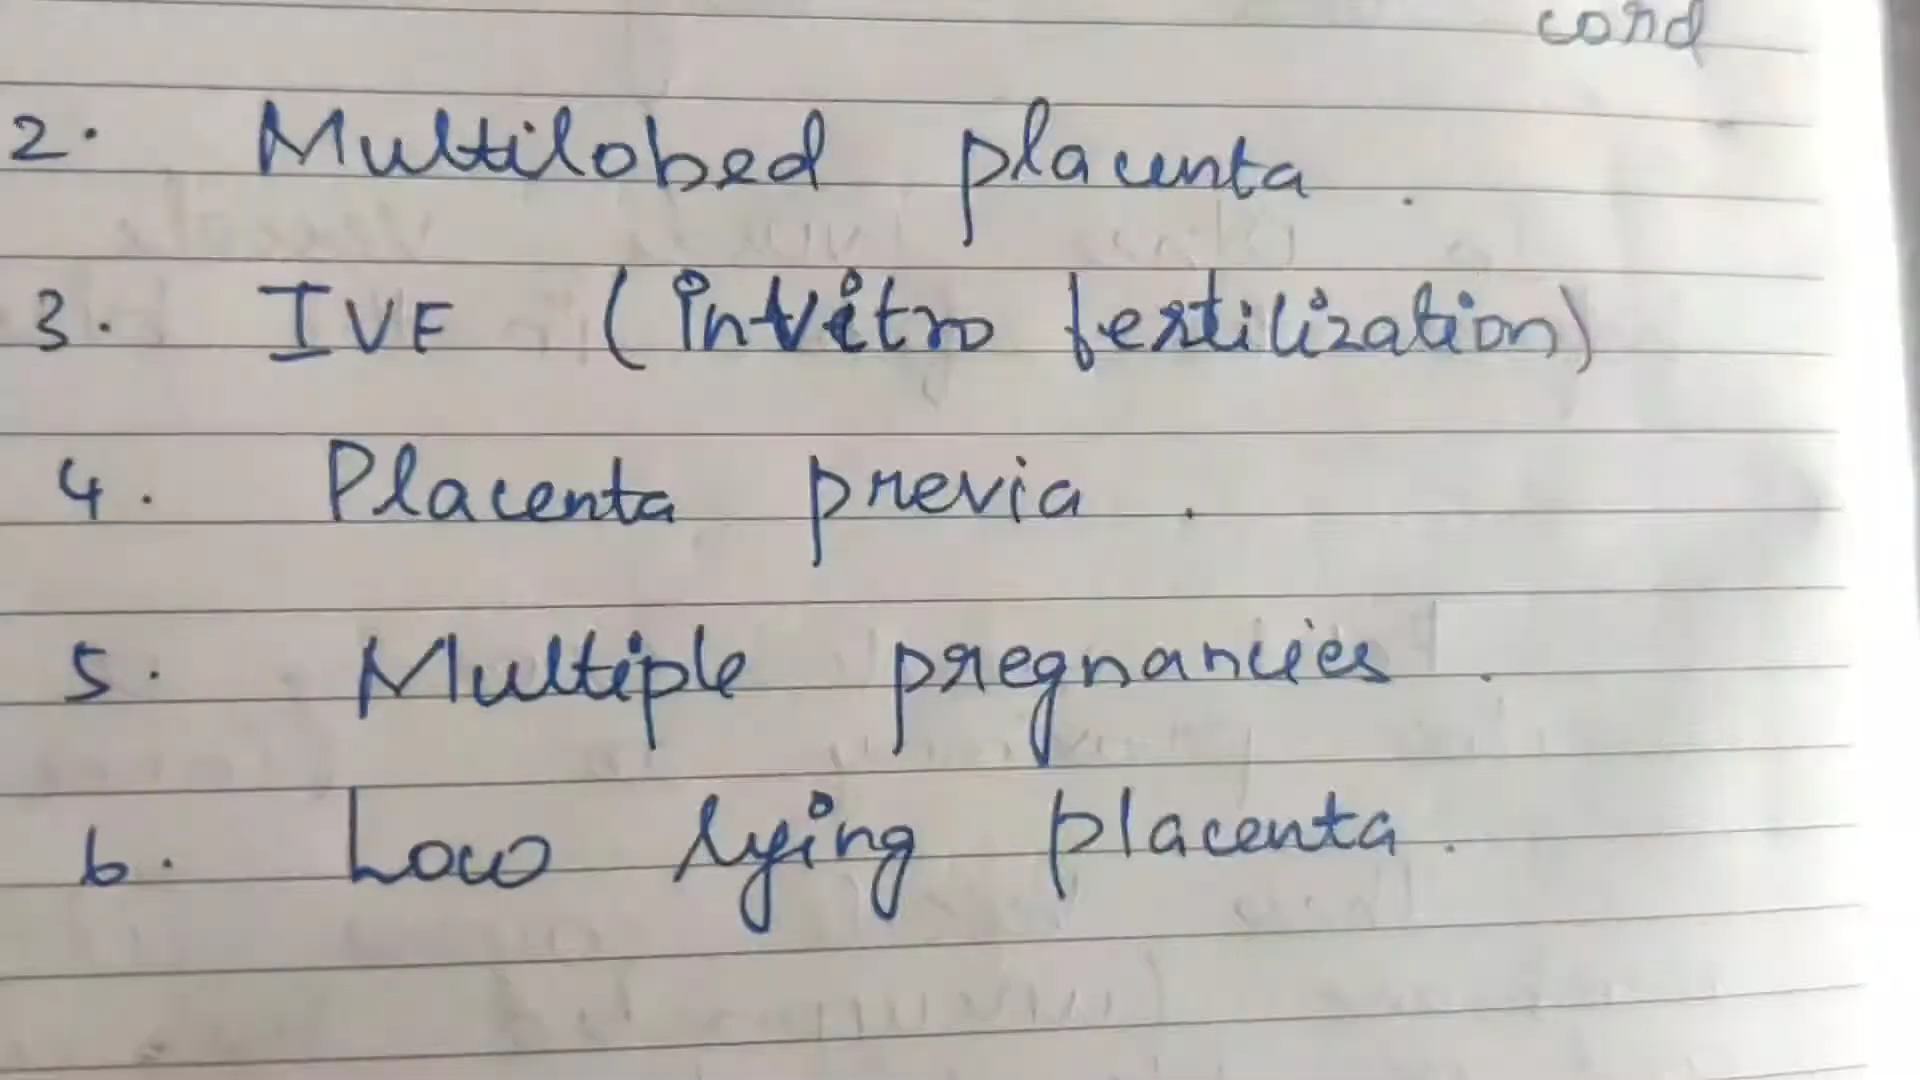 cord
2. Multilobed placenta.
3. IVF (invitro fertilization)
4. Placenta previa.
5. Multiple pregnancies.
6. Low lying placenta.